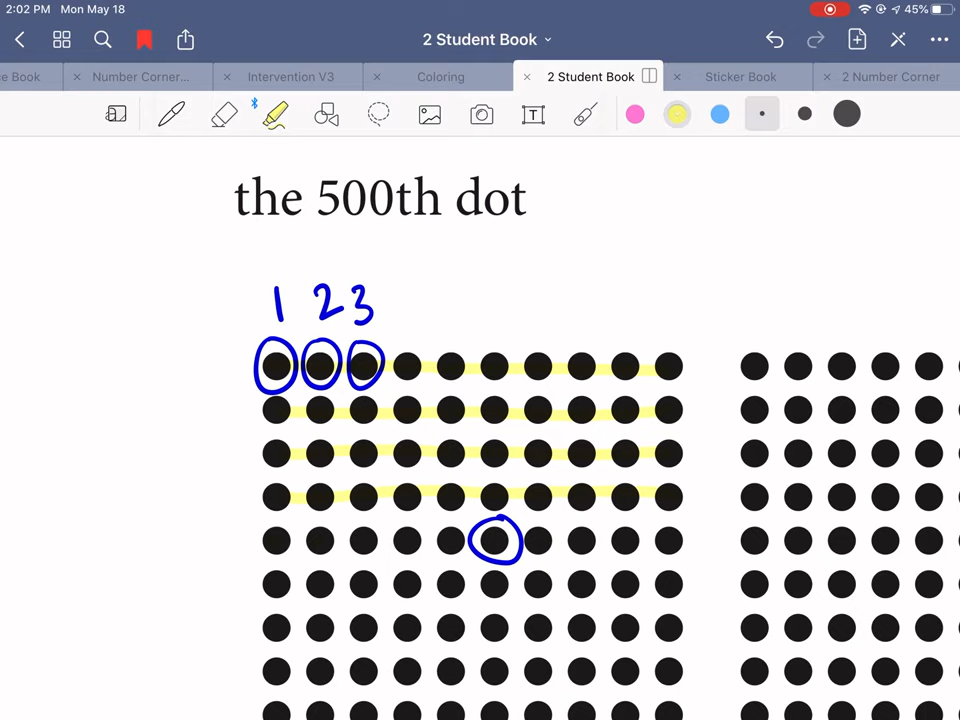 2:02 PM Mon May 18 45%
2 Student Book
ce Book Number Corner... Intervention V3 Coloring 2 Student Book Sticker Book 2 Number Corner
T
the 500th dot
1 2 3